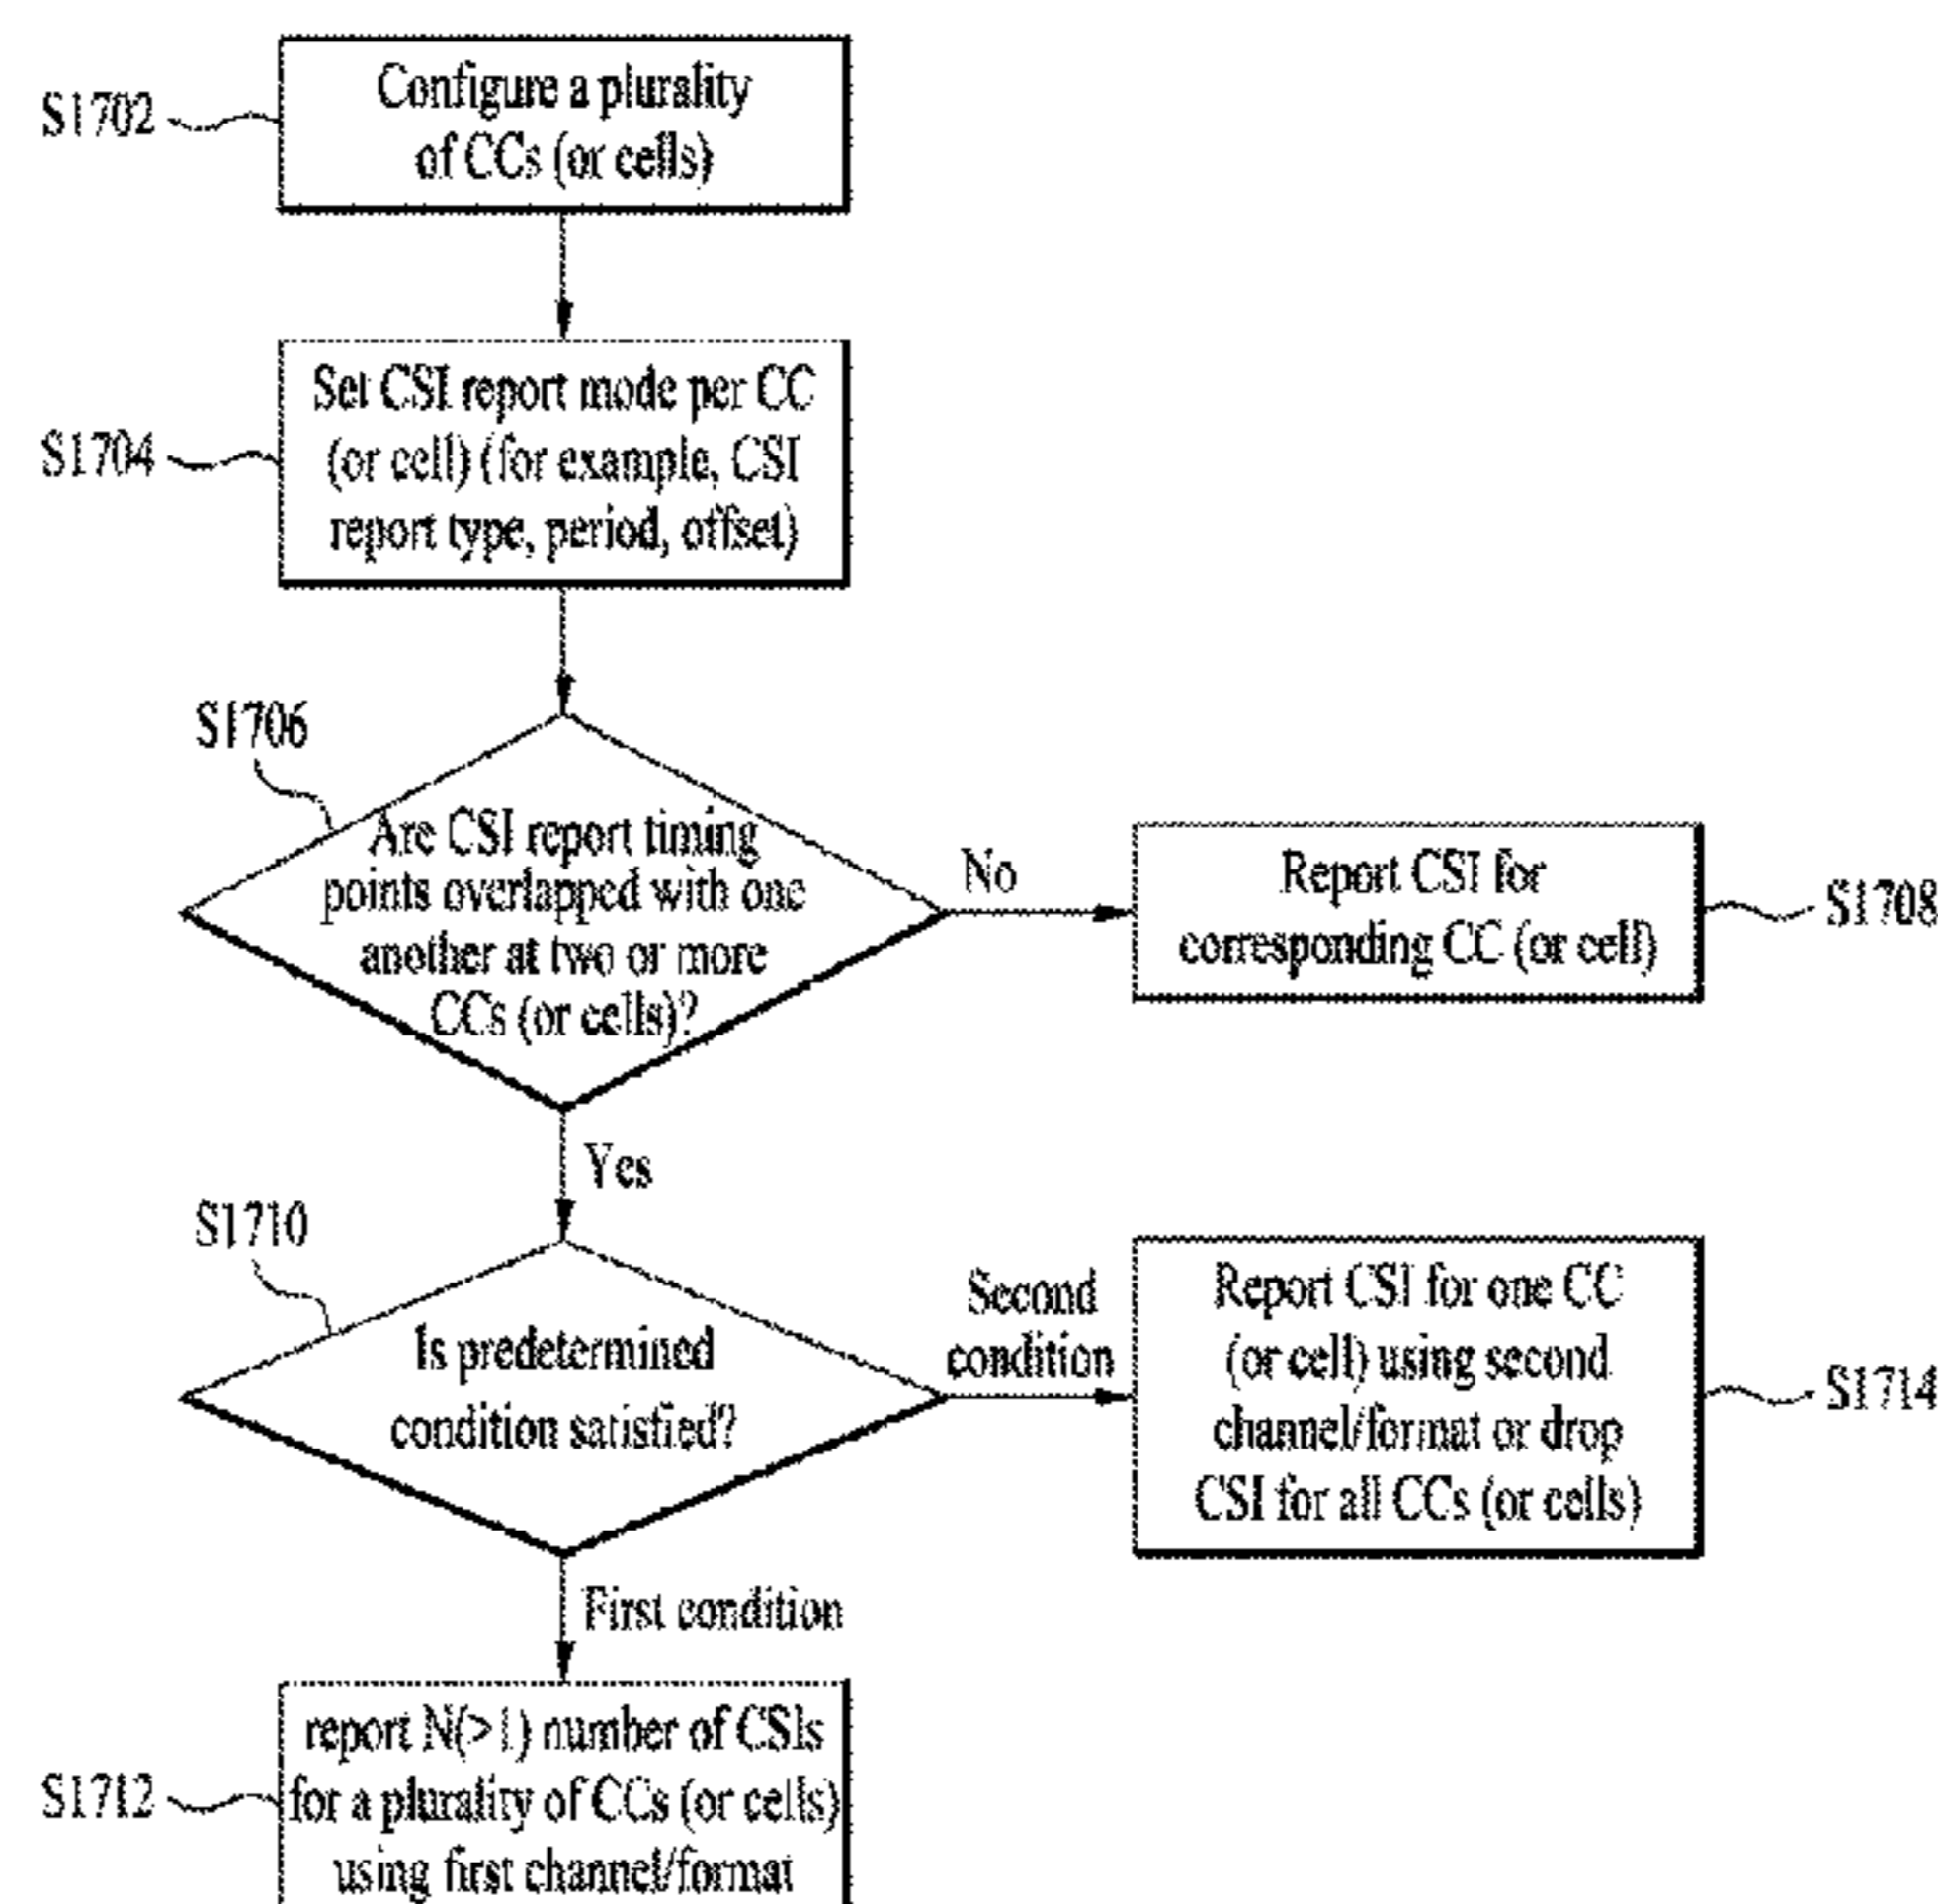 S1702
Configure a plurality
of CCs (or cells)
S1704
Set CSI report mode per CC
(or cell) (for example, CSI
report type, period, offset)
S1706
Are CSI report timing
points overlapped with one
another at two or more
CCs (or cells)?
No
Report CSI for
corresponding CC (or cell)
S1708
Yes
S1710
Is predetermined
condition satisfied?
Second
condition
Report CSI for one CC
(or cell) using second
channel/format or drop
CSI for all CCs (or cells)
S1714
First condition
S1712
report N(>1) number of CSIs
for a plurality of CCs (or cells)
using first channel/format